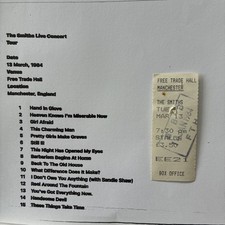 The Smiths Live Concert
Tour
Date
13 March, 1984
Venue
Free Trade Hall
Location
Manchester, England
1 Hand In Glove
2 Heaven Knows I'm Miserable Now
3 Girl Afraid
4 This Charming Man
5 Pretty Girls Make Graves
6 Still Ill
7 This Night Has Opened My Eyes
8 Barbarism Begins At Home
9 Back To The Old House
10 What Difference Does It Make?
11 I Don't Owe You Anything (with Sandie Shaw)
12 Reel Around The Fountain
13 You've Got Everything Now.
14 Handsome Devil
15 These Things Take Time
FREE TRADE HALL
MANCHESTER
THE SMITHS
7:30
BOX OFFICE